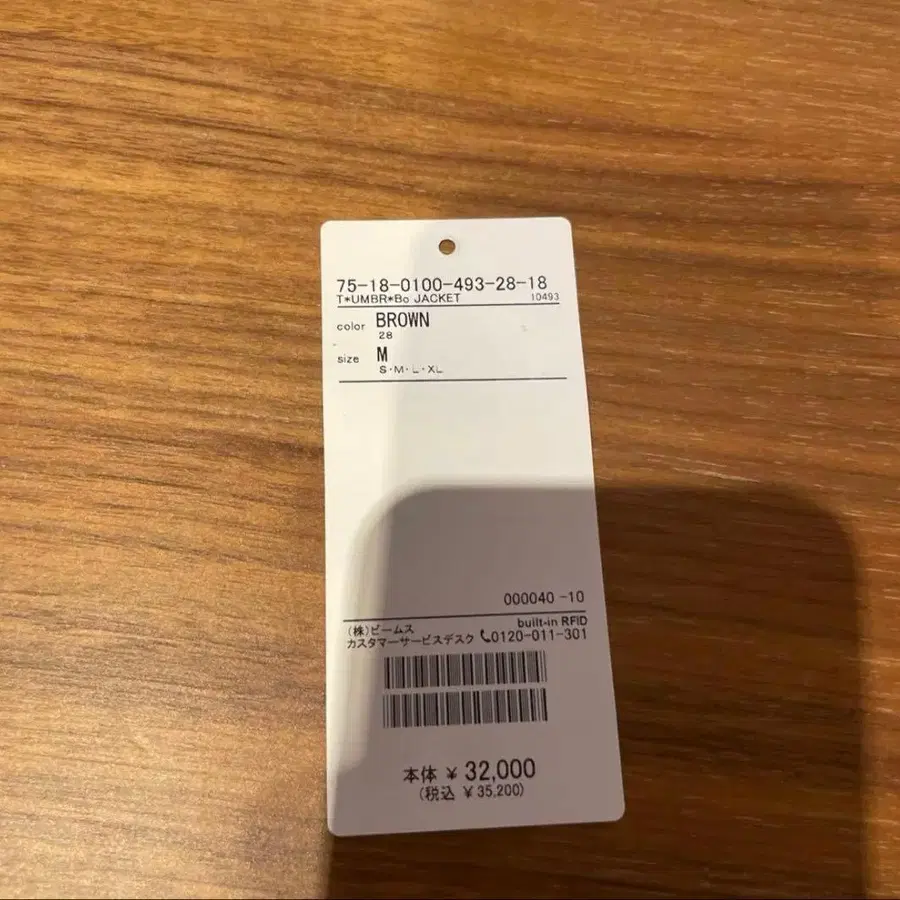 75-18-0100-493-28-18
T*UMBR*Bo JACKET 10493
color BROWN
28
size M
S・M・L・XL
000040 -10
built-in RFID
(株)ビームス
カスタマーサービスデスク 0120-011-301
本体 ¥ 32,000
(税込 ¥ 35,200)